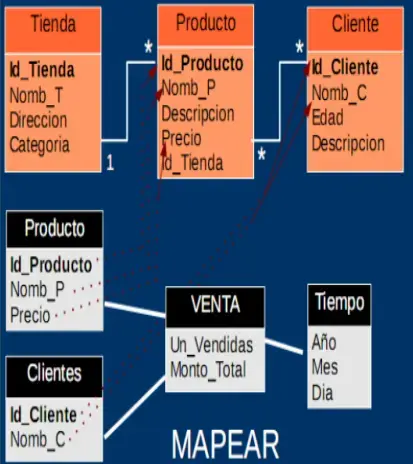 Tienda
Id_Tienda
Nomb_T
Direccion
Categoria
1
*
Producto
Id_Producto
Nomb_P
Descripcion
Precio
Id_Tienda
*
*
Cliente
Id_Cliente
Nomb_C
Edad
Descripcion
Producto
Id_Producto
Nomb_P
Precio
Clientes
Id_Cliente
Nomb_C
VENTA
Un_Vendidas
Monto_Total
Tiempo
Año
Mes
Dia
MAPEAR